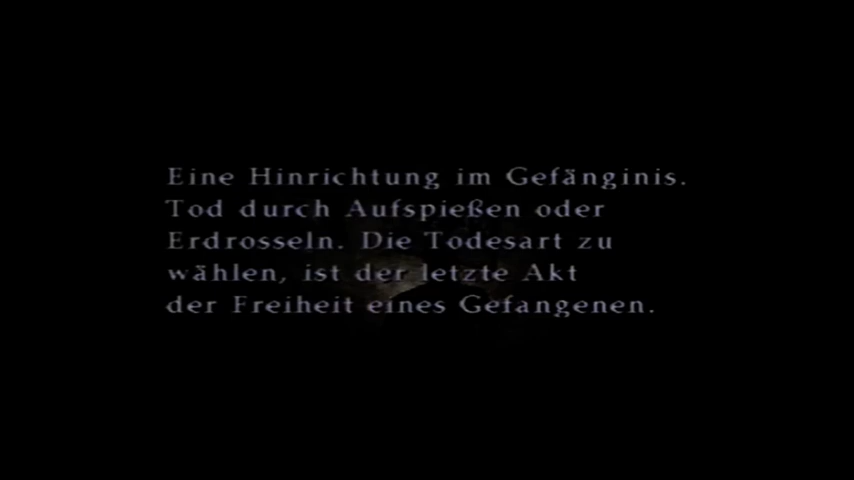 Eine Hinrichtung im Gefänginis.
Tod durch Aufspießen oder
Erdrosseln. Die Todesart zu
wählen, ist der letzte Akt
der Freiheit eines Gefangenen.